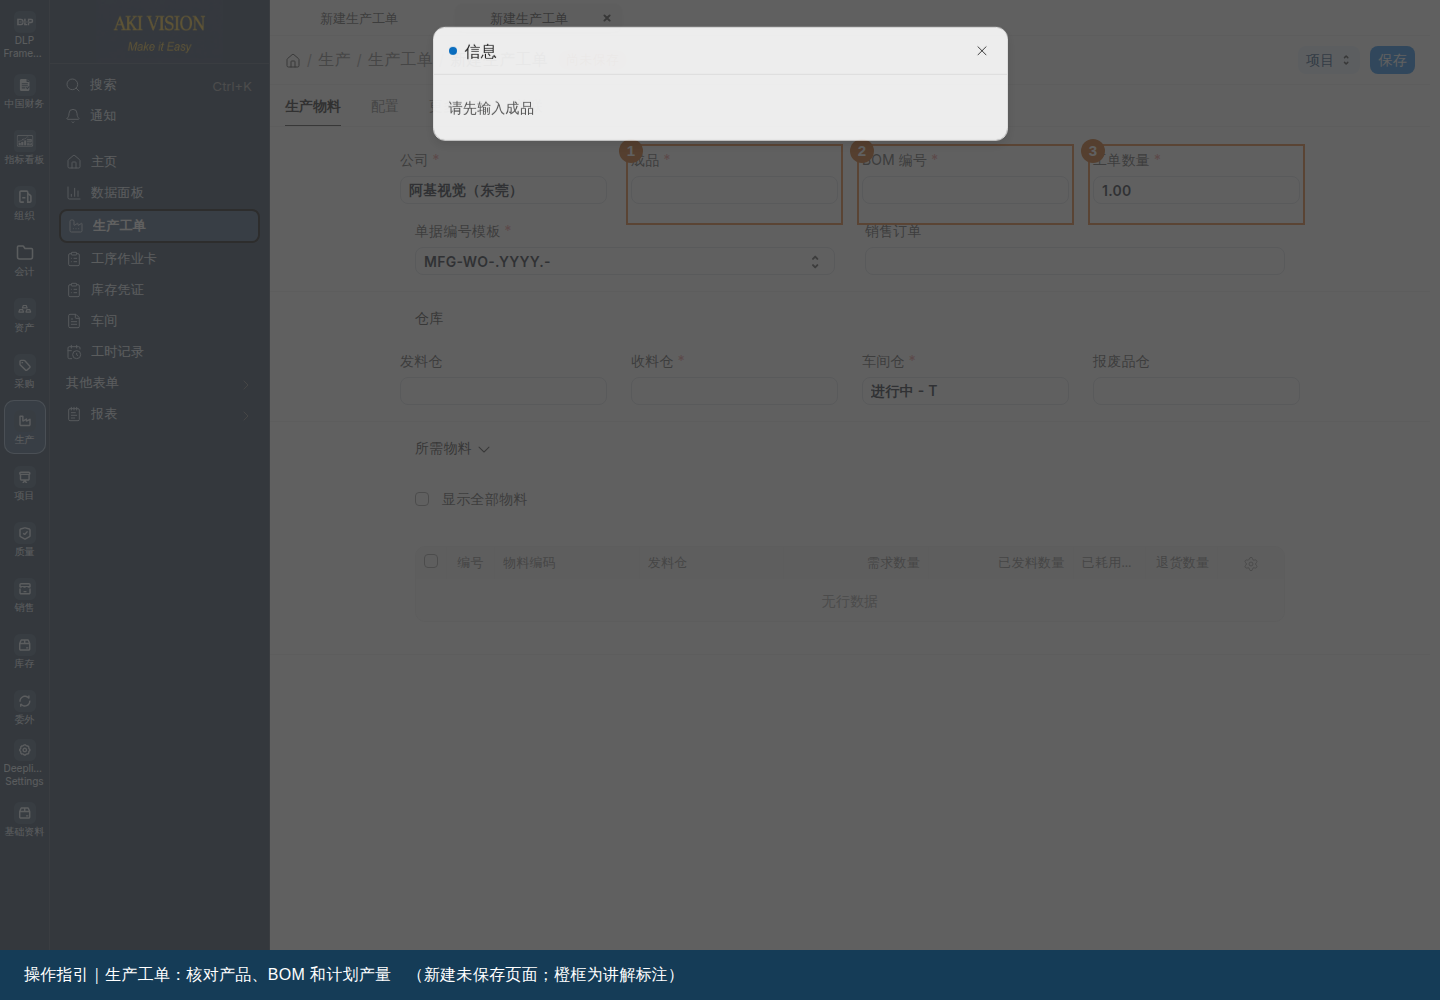 DLP
DLP
Frame...
中国财务
指标看板
组织
会计
资产
采购
生产
项目
质量
销售
库存
委外
Deepli...
Settings
基础资料
AKI VISION
Make it Easy
搜索 Ctrl+K
通知
主页
数据面板
生产工单
工序作业卡
库存凭证
车间
工时记录
其他表单
报表
新建生产工单 新建生产工单 ×
/ 生产 / 生产工单
项目 保存
信息
请先输入成品
生产物料 配置
1 2 3
公司 * 成品 * BOM 编号 * 工单数量 *
阿基视觉（东莞） 1.00
单据编号模板 * 销售订单
MFG-WO-.YYYY.-
仓库
发料仓 收料仓 * 车间仓 * 报废品仓
进行中 - T
所需物料
显示全部物料
编号 物料编码 发料仓 需求数量 已发料数量 已耗用... 退货数量
无行数据
操作指引｜生产工单：核对产品、BOM 和计划产量 （新建未保存页面；橙框为讲解标注）